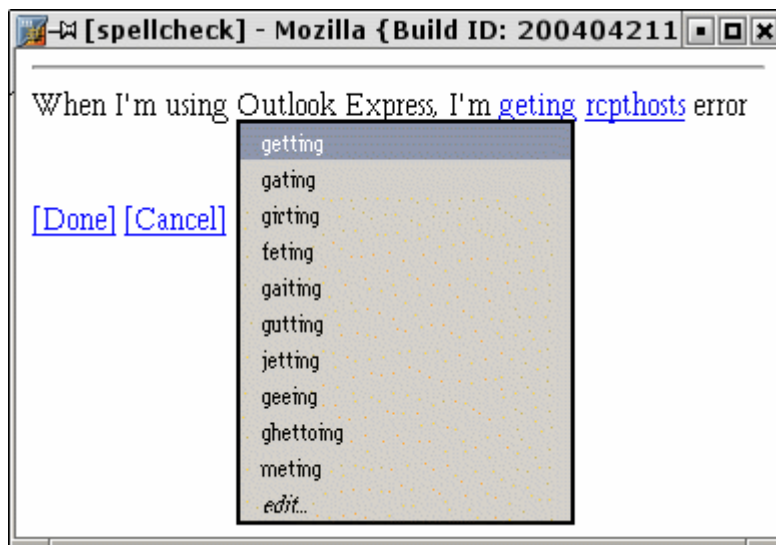 [spellcheck] - Mozilla {Build ID: 200404211
When I'm using Outlook Express, I'm geting rcpthosts error
getting
gating
girting
feting
[Done] [Cancel]
gaiting
gutting
jetting
geeing
ghettoing
meting
edit...